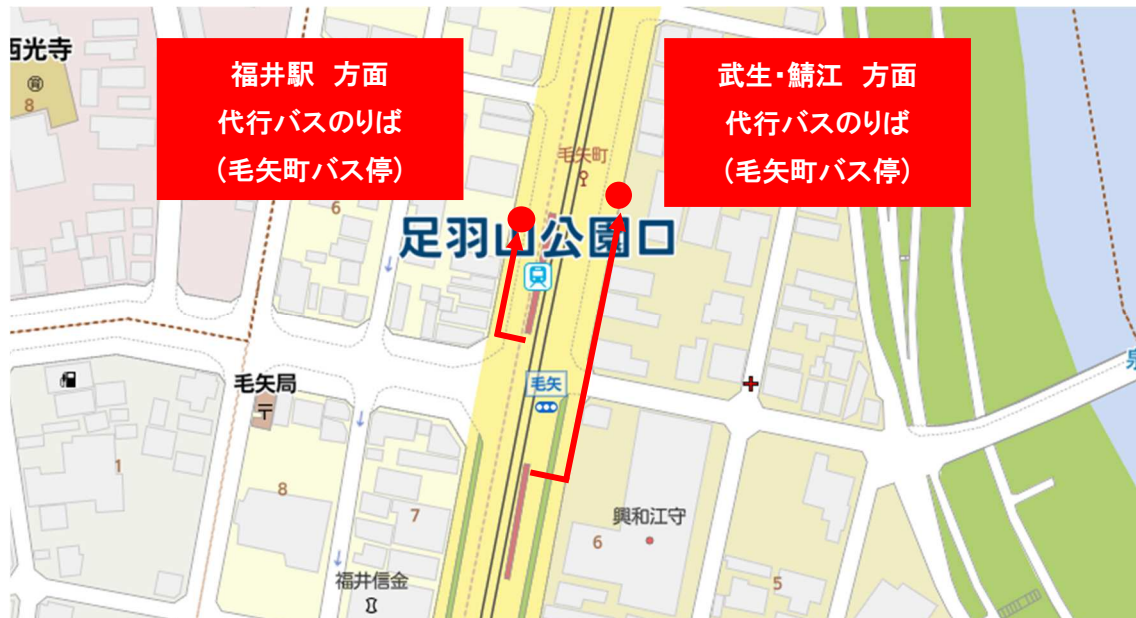 西光寺
8
福井駅 方面
代行バスのりば
(毛矢町バス停)
武生・鯖江 方面
代行バスのりば
(毛矢町バス停)
毛矢町
6
足羽山公園口
毛矢局
毛矢
泉
1
8
7
興和江守
6
5
福井信金